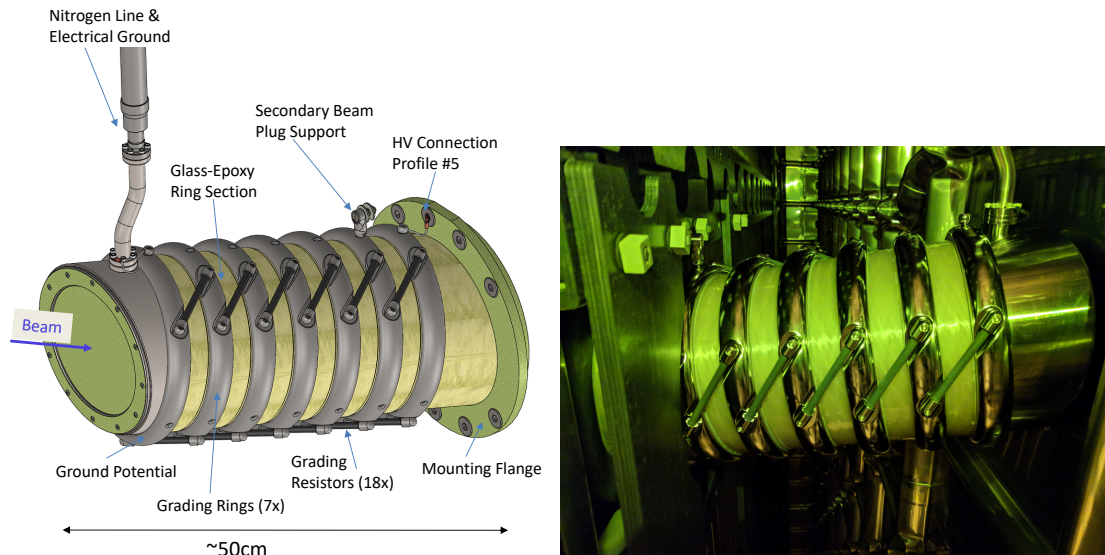 Nitrogen Line &
Electrical Ground
Secondary Beam
Plug Support
HV Connection
Profile #5
Glass-Epoxy
Ring Section
Beam
Ground Potential
Grading
Resistors (18x)
Mounting Flange
Grading Rings (7x)
~50cm